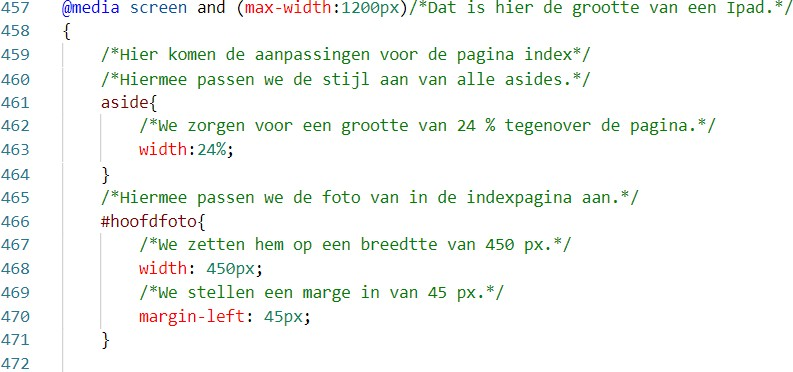 457 @media screen and (max-width:1200px)/*Dat is hier de grootte van een Ipad.*/
458 {
459 /*Hier komen de aanpassingen voor de pagina index*/
460 /*Hiermee passen we de stijl aan van alle asides.*/
461 aside{
462 /*We zorgen voor een grootte van 24 % tegenover de pagina.*/
463 width:24%;
464 }
465 /*Hiermee passen we de foto van in de indexpagina aan.*/
466 #hoofdfoto{
467 /*We zetten hem op een breedtte van 450 px.*/
468 width: 450px;
469 /*We stellen een marge in van 45 px.*/
470 margin-left: 45px;
471 }
472